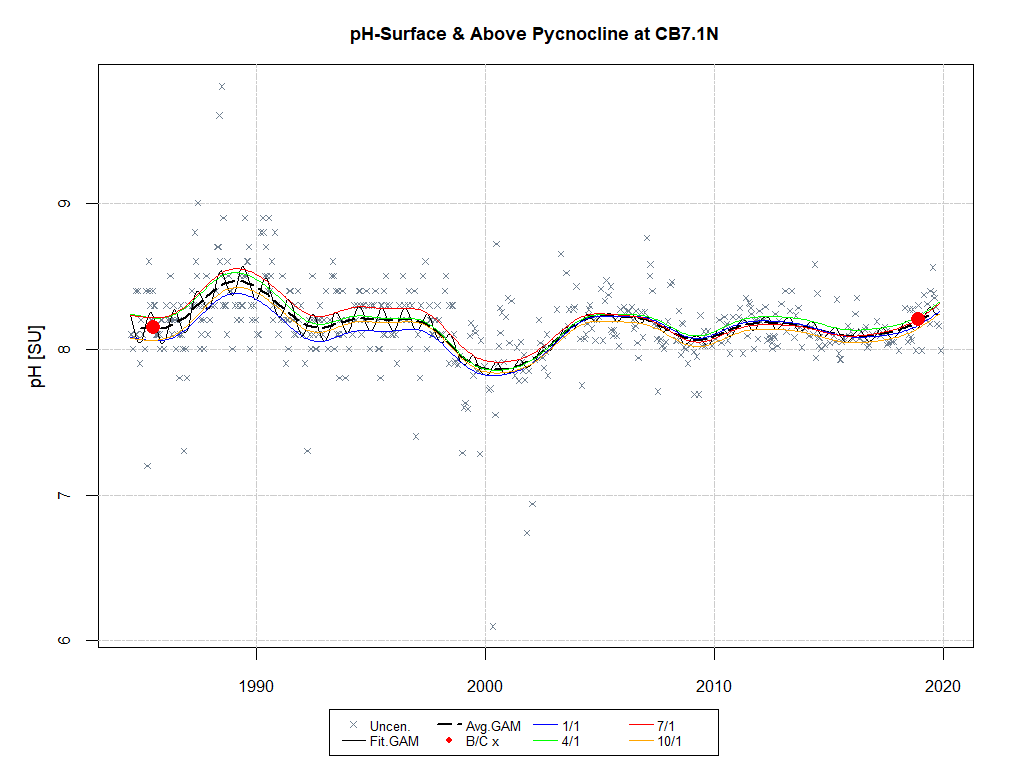 pH-Surface & Above Pycnocline at CB7.1N
pH [SU]
9
8
7
6
1990 2000 2010 2020
Uncen. Avg.GAM 1/1 7/1
Fit.GAM B/C x 4/1 10/1